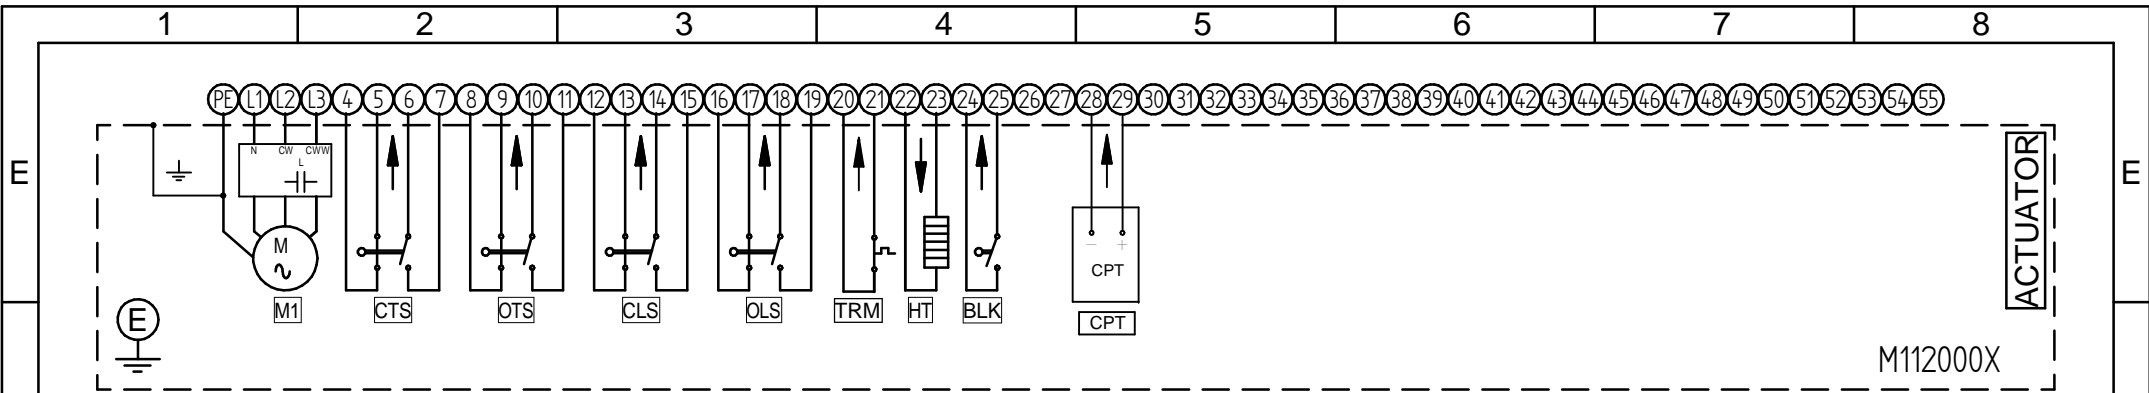 1 2 3 4 5 6 7 8
PE L1 L2 L3 4 5 6 7 8 9 10 11 12 13 14 15 16 17 18 19 20 21 22 23 24 25 26 27 28 29 30 31 32 33 34 35 36 37 38 39 40 41 42 43 44 45 46 47 48 49 50 51 52 53 54 55
N CW CWW
L
E E
ACTUATOR
M
- +
CPT
M1 CTS OTS CLS OLS TRM HT BLK CPT
E
M112000X